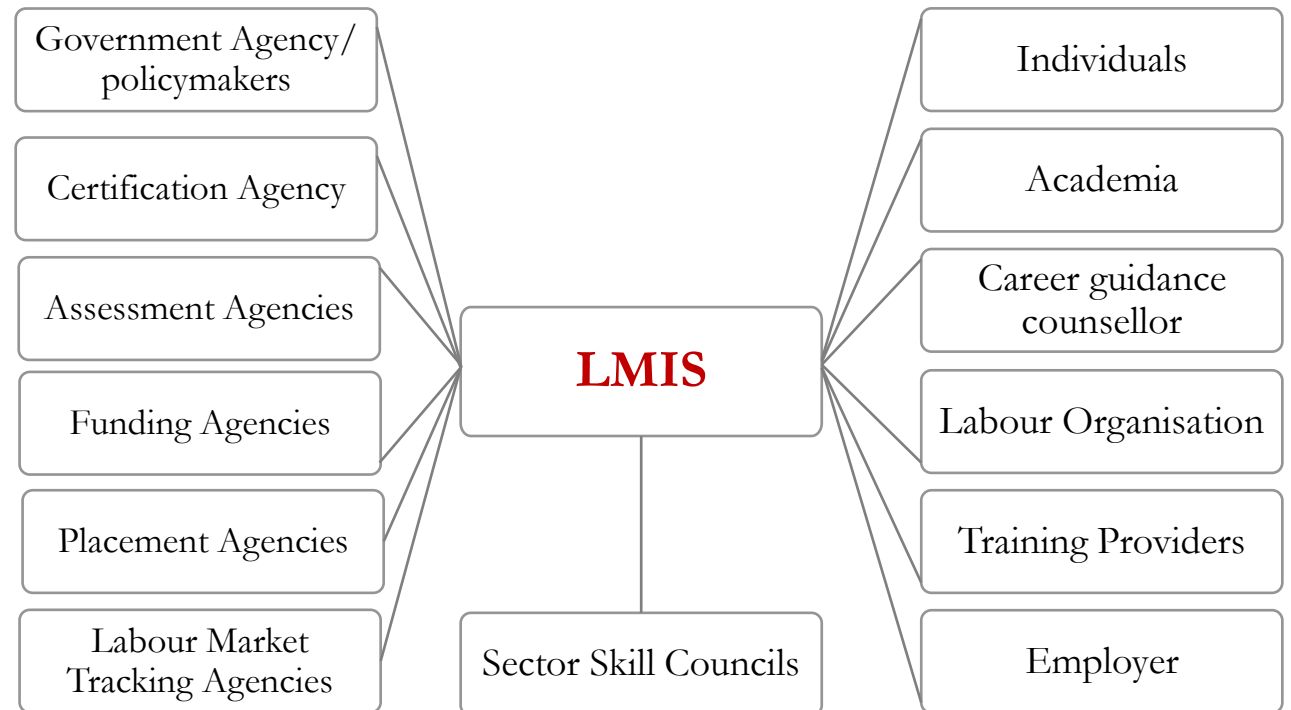 Government Agency/
policymakers
Certification Agency
Assessment Agencies
Funding Agencies
Placement Agencies
Labour Market
Tracking Agencies
LMIS
Sector Skill Councils
Individuals
Academia
Career guidance
counsellor
Labour Organisation
Training Providers
Employer